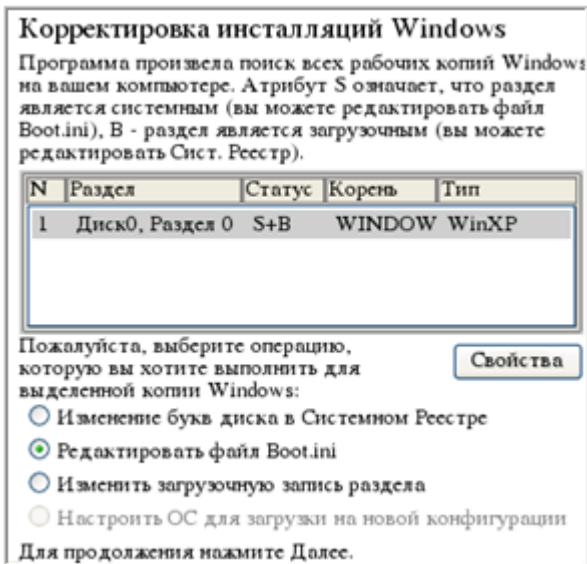 Корректировка инсталляций Windows
Программа произвела поиск всех рабочих копий Windows
на вашем компьютере. Атрибут S означает, что раздел
является системным (вы можете редактировать файл
Boot.ini), B - раздел является загрузочным (вы можете
редактировать Сист. Реестр).
N Раздел Статус Корень Тип
1 Диск0, Раздел 0 S+B WINDOW WinXP
Пожалуйста, выберите операцию,
которую вы хотите выполнить для
выделенной копии Windows:
Свойства
Изменение букв диска в Системном Реестре
Редактировать файл Boot.ini
Изменить загрузочную запись раздела
Настроить ОС для загрузки на новой конфигурации
Для продолжения нажмите Далее.